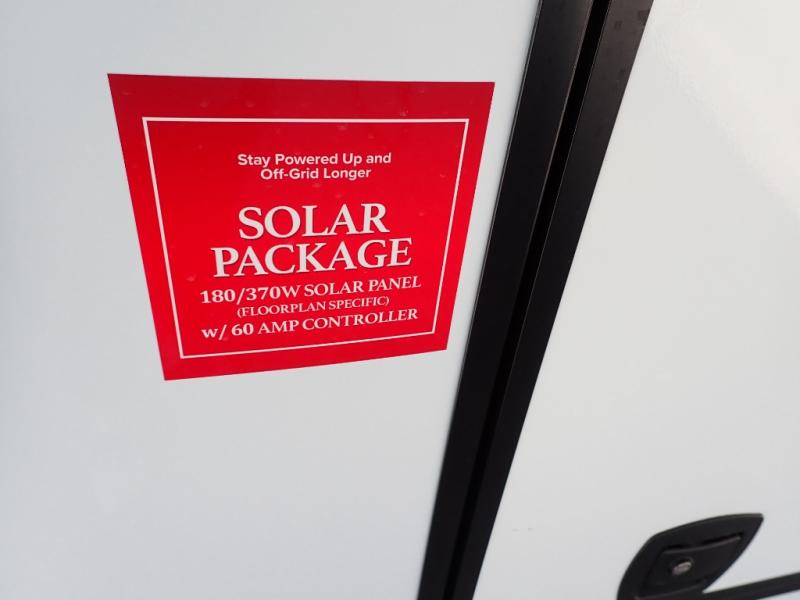 Stay Powered Up and
Off-Grid Longer
SOLAR
PACKAGE
180/370W SOLAR PANEL
(FLOORPLAN SPECIFIC)
w/ 60 AMP CONTROLLER